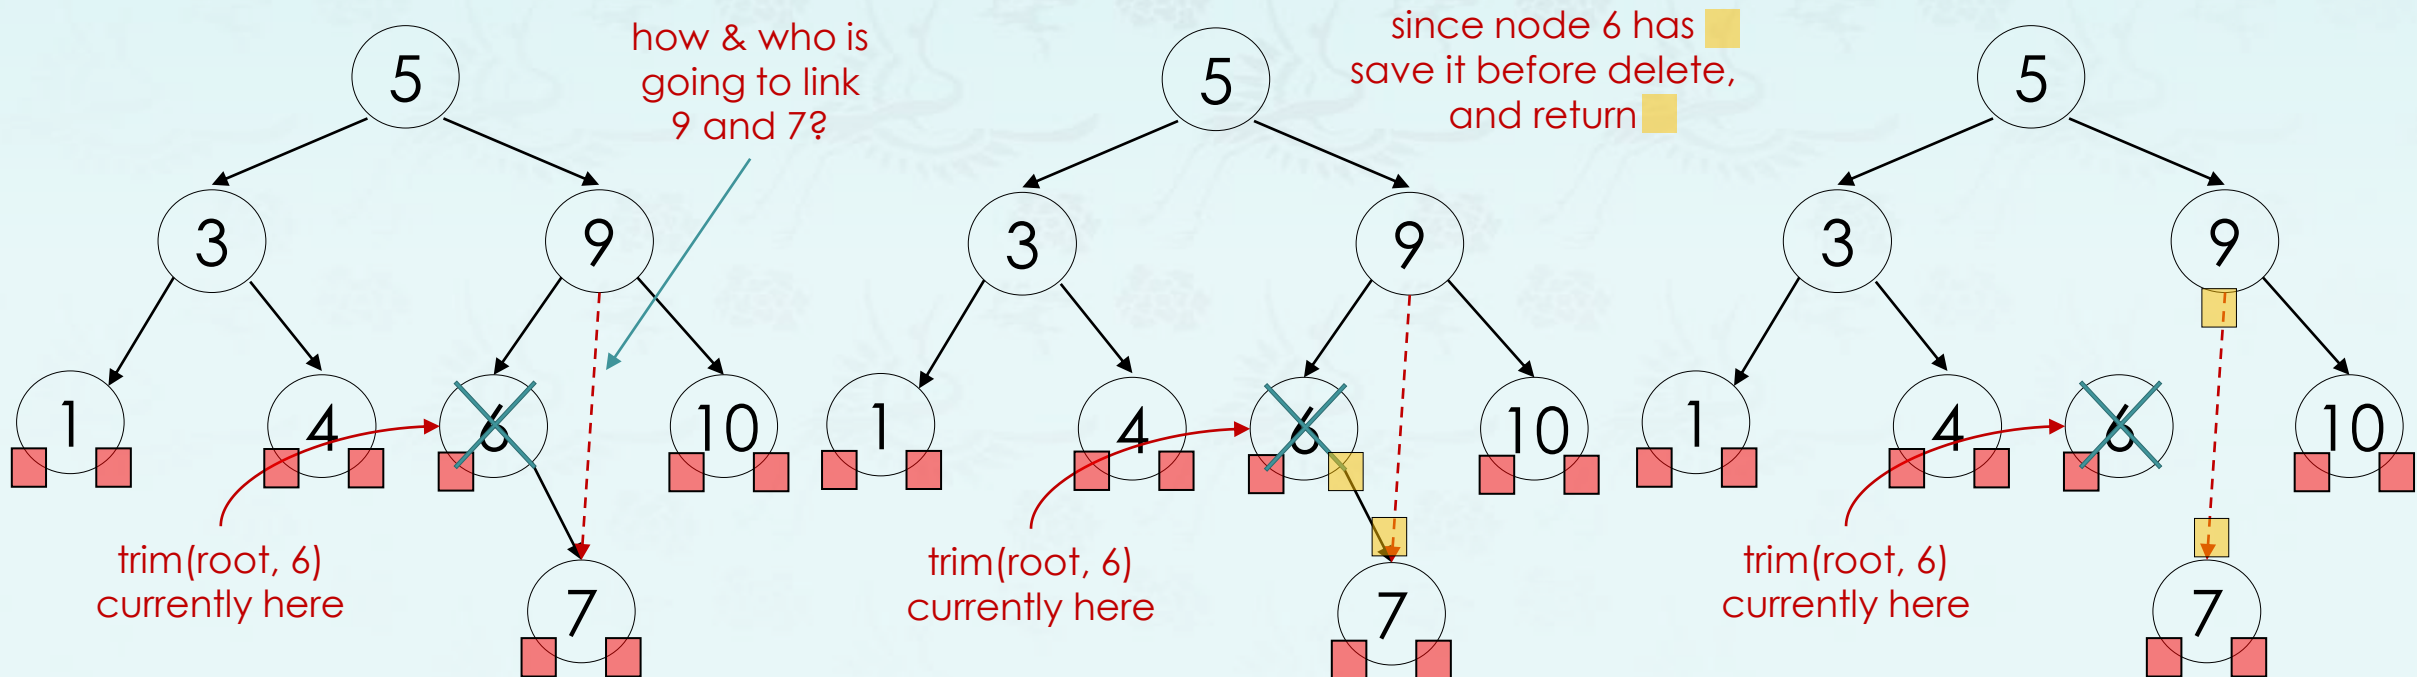 how & who is
going to link
9 and 7?
5
3
9
1
4
6
10
7
trim(root, 6)
currently here
since node 6 has
save it before delete,
and return
5
3
9
1
4
6
10
7
trim(root, 6)
currently here
5
3
9
1
4
6
10
7
trim(root, 6)
currently here